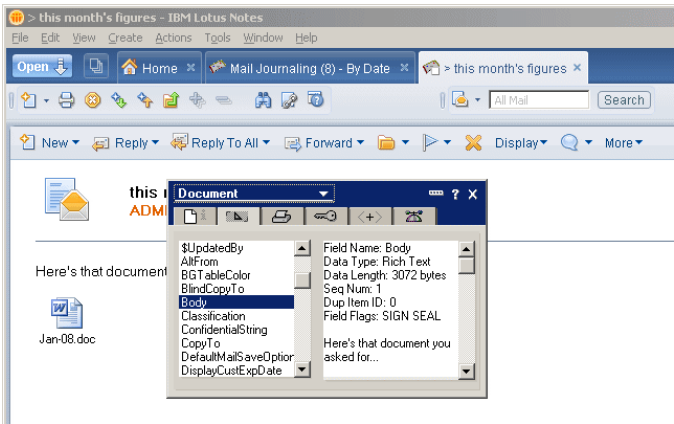 > this month's figures - IBM Lotus Notes
File Edit View Create Actions Tools Window Help
Open Home × Mail Journaling (8) - By Date × > this month's figures ×
All Mail Search
New Reply Reply To All Forward Display More
this
ADM
Here's that document
Jan-08.doc
Document ? X
$UpdatedBy
AltFrom
BGTableColor
BlindCopyTo
Body
Classification
ConfidentialString
CopyTo
DefaultMailSaveOption
DisplayCustExpDate
Field Name: Body
Data Type: Rich Text
Data Length: 3072 bytes
Seq Num: 1
Dup Item ID: 0
Field Flags: SIGN SEAL
Here's that document you
asked for...